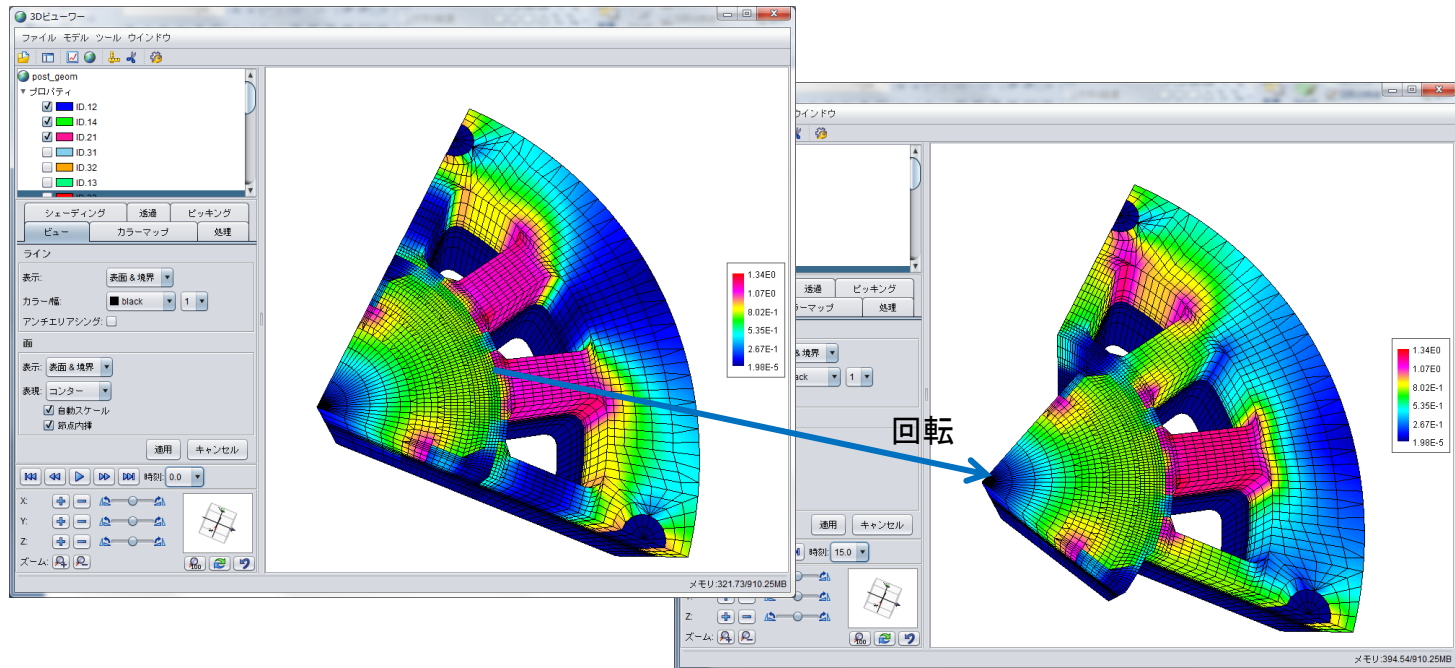 3Dビューワー
ファイル モデル ツール ウインドウ
post_geom
プロパティ
ID.12
ID.14
ID.21
ID.31
ID.32
ID.13
シェーディング 透過 ピッキング
ビュー カラーマップ 処理
ライン
表示: 表面 & 境界
カラー/幅: black 1
アンチエリアシング:
面
表示: 表面 & 境界
表現: コンター
自動スケール
節点内挿
適用 キャンセル
時刻: 0.0
X:
Y:
Z:
ズーム:
100
1.34E0
1.07E0
8.02E-1
5.35E-1
2.67E-1
1.98E-5
メモリ:321.73/910.25MB
回転
ウインドウ
透過 ピッキング
ラーマップ 処理
& 境界
ack 1
適用 キャンセル
時刻: 15.0
Z:
ズーム:
100
1.34E0
1.07E0
8.02E-1
5.35E-1
2.67E-1
1.98E-5
メモリ:394.54/910.25MB